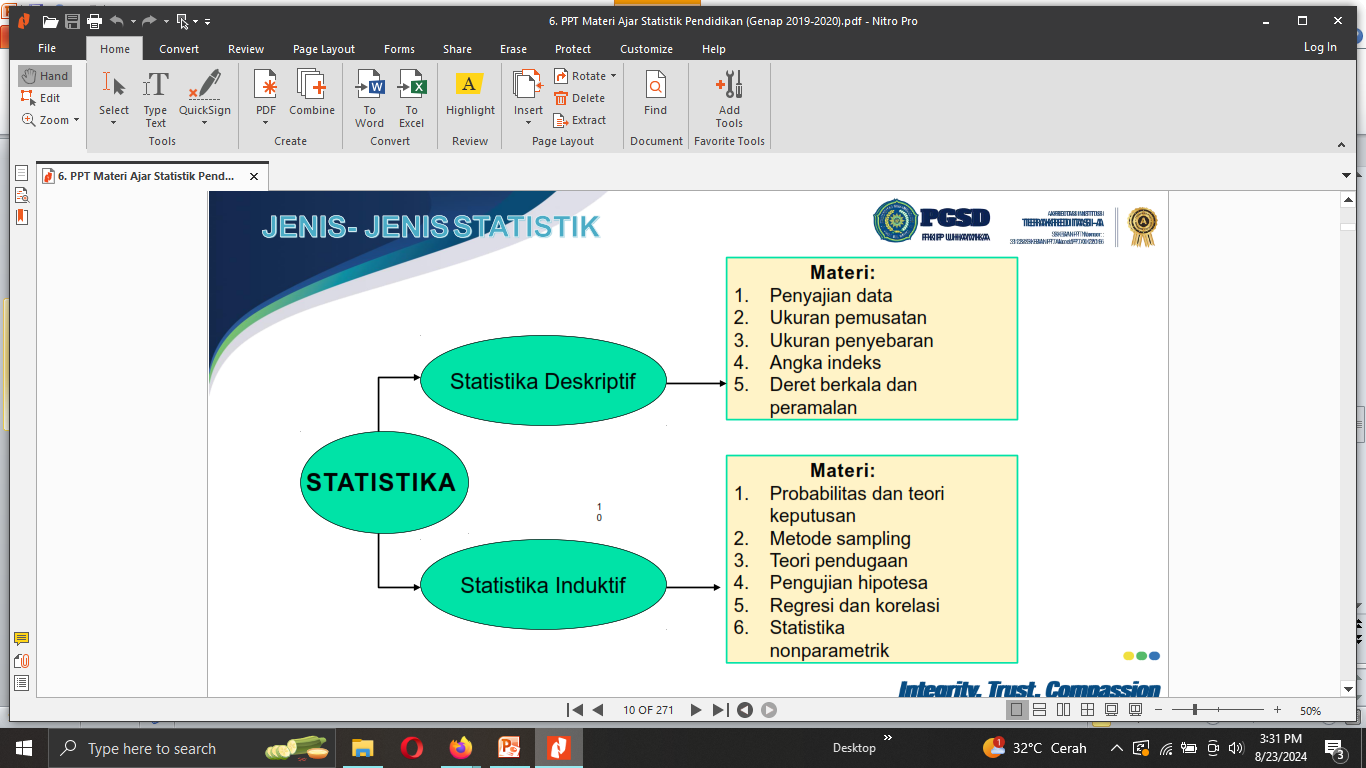 6. PPT Materi Ajar Statistik Pendidikan (Genap 2019-2020).pdf - Nitro Pro
File Home Convert Review Page Layout Forms Share Erase Protect Customize Help Log In
Hand
Edit
Zoom
Select
Type Text
QuickSign
Tools
PDF
Combine
Create
To Word
To Excel
Convert
Highlight
Review
Insert
Rotate
Delete
Extract
Page Layout
Find
Document
Add Tools
Favorite Tools
6. PPT Materi Ajar Statistik Pend...
JENIS- JENIS STATISTIK
PGSD
FKIP UHAMKA
AKREDITASI INSTITUSI
TERAKREDITASI-A
Materi:
1. Penyajian data
2. Ukuran pemusatan
3. Ukuran penyebaran
4. Angka indeks
5. Deret berkala dan
peramalan
Statistika Deskriptif
STATISTIKA
1
0
Statistika Induktif
Materi:
1. Probabilitas dan teori
keputusan
2. Metode sampling
3. Teori pendugaan
4. Pengujian hipotesa
5. Regresi dan korelasi
6. Statistika
nonparametrik
Integrity, Trust, Compassion
10 OF 271
50%
Type here to search
Desktop
32°C Cerah
3:31 PM
8/23/2024
3